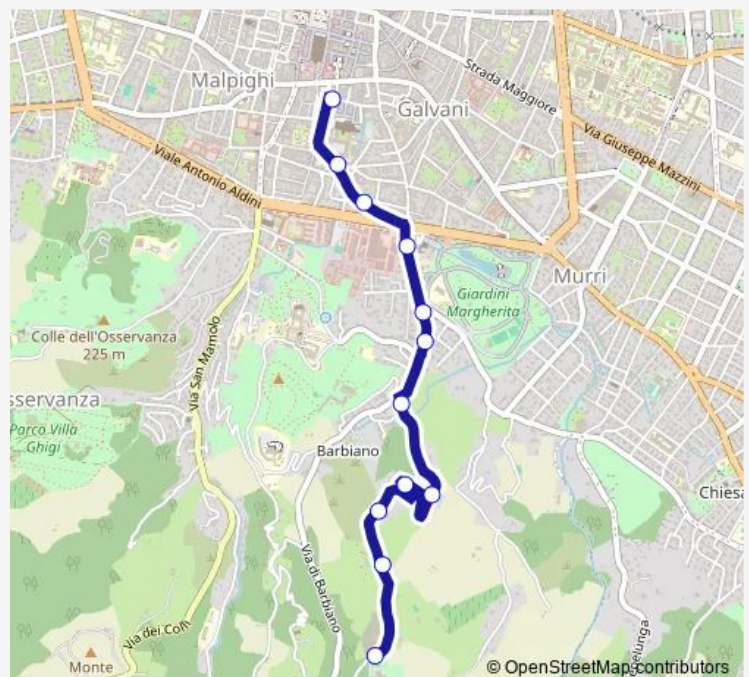 Malpighi
Strada Maggiore
Galvani
Via Giuseppe Mazzini
Viale Antonio Aldini
Murri
Giardini
Margherita
Colle dell'Osservanza
225 m
Via San Mamolo
sservanza
Parco Villa
Ghigi
Barbiano
Chiesa
Via di Barbiano
Via dei Colli
Monte
elunga
© OpenStreetMap contributors